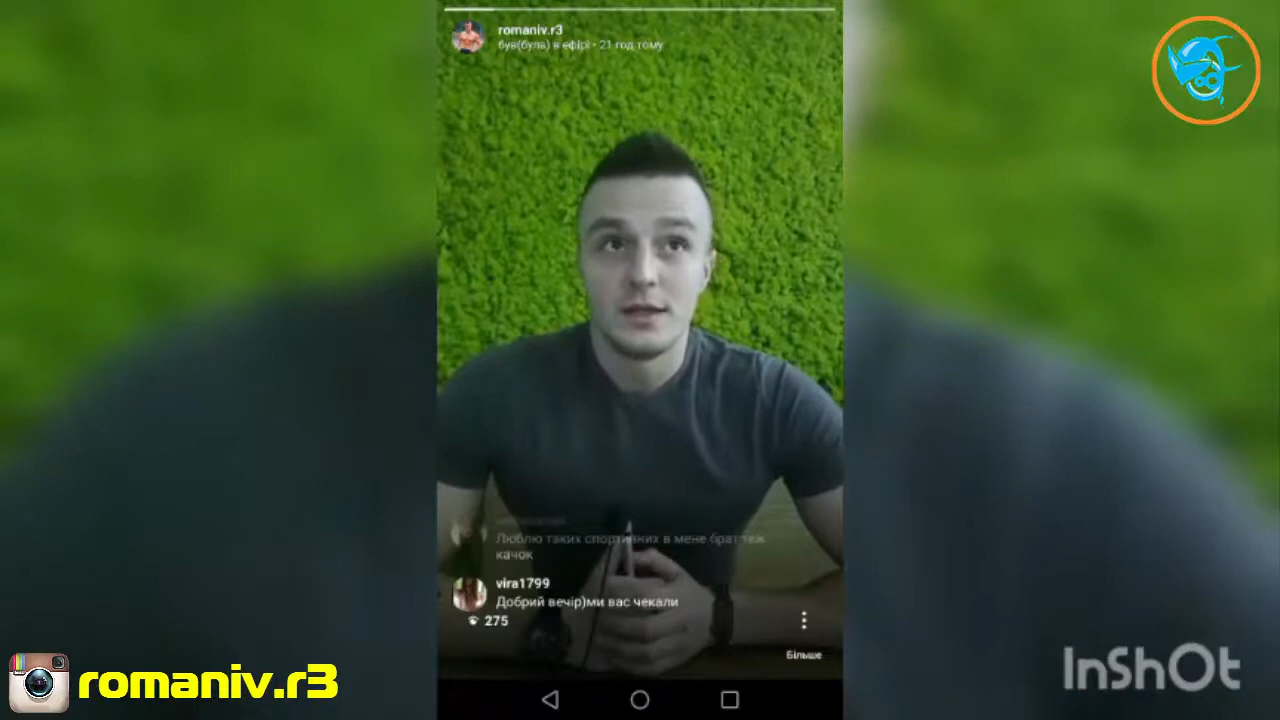 romaniv.r3
був(була) в ефірі • 21 год тому
Люблю таких спортивних в мене брат теж
качок
vira1799
Добрий вечір)ми вас чекали
275
Більше
romaniv.r3
InShOt